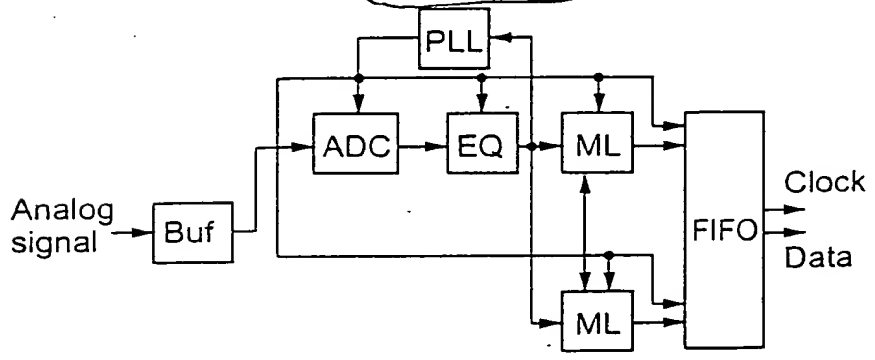 PLL
ADC
EQ
ML
Analog
signal
Buf
FIFO
Clock
Data
ML